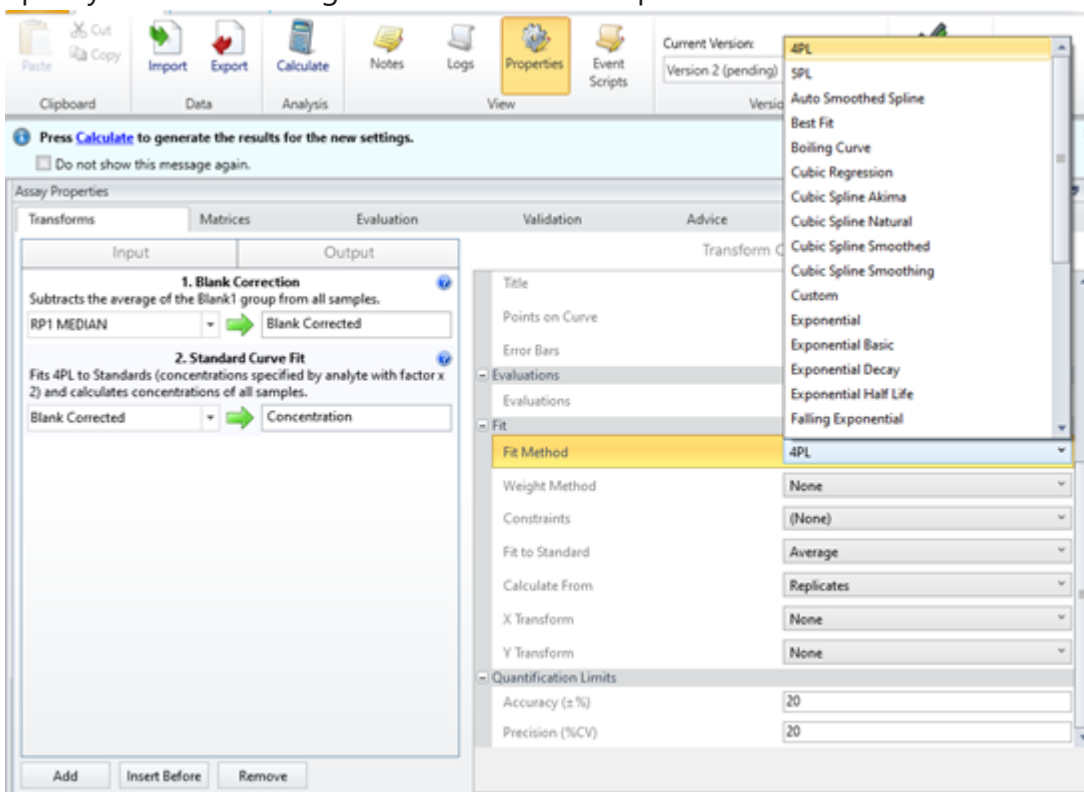 Cut
Copy
Paste
Import
Export
Calculate
Notes
Logs
Properties
Event
Scripts
Current Version:
Version 2 (pending)
Clipboard
Data
Analysis
View
Press Calculate to generate the results for the new settings.
Do not show this message again.
Assay Properties
Transforms
Matrices
Evaluation
Validation
Advice
Input
Output
1. Blank Correction
Subtracts the average of the Blank1 group from all samples.
RP1 MEDIAN
Blank Corrected
2. Standard Curve Fit
Fits 4PL to Standards (concentrations specified by analyte with factor x
2) and calculates concentrations of all samples.
Blank Corrected
Concentration
Add
Insert Before
Remove
Transform
Title
Points on Curve
Error Bars
Evaluations
Evaluations
Fit
Fit Method
4PL
Weight Method
None
Constraints
(None)
Fit to Standard
Average
Calculate From
Replicates
X Transform
None
Y Transform
None
Quantification Limits
Accuracy (±%)
20
Precision (%CV)
20
4PL
5PL
Auto Smoothed Spline
Best Fit
Boiling Curve
Cubic Regression
Cubic Spline Akima
Cubic Spline Natural
Cubic Spline Smoothed
Cubic Spline Smoothing
Custom
Exponential
Exponential Basic
Exponential Decay
Exponential Half Life
Falling Exponential